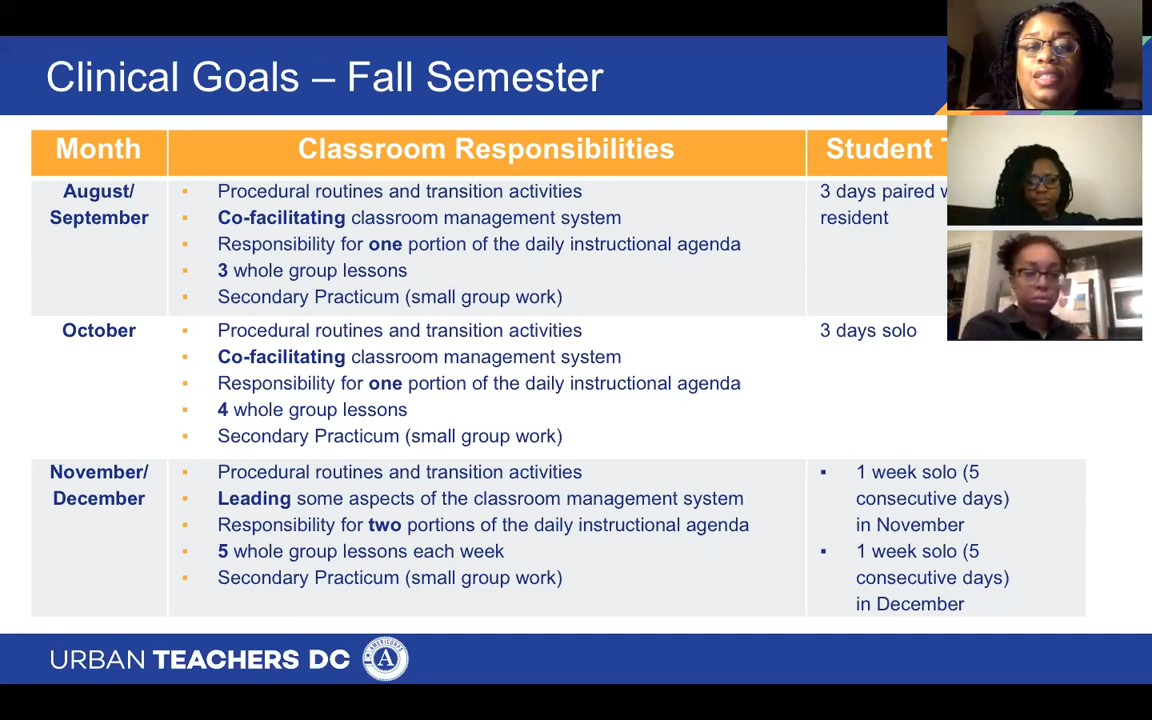 Clinical Goals – Fall Semester
Month
Classroom Responsibilities
Student
August/
September
▪ Procedural routines and transition activities
▪ Co-facilitating classroom management system
▪ Responsibility for one portion of the daily instructional agenda
▪ 3 whole group lessons
▪ Secondary Practicum (small group work)
3 days paired
resident
October
▪ Procedural routines and transition activities
▪ Co-facilitating classroom management system
▪ Responsibility for one portion of the daily instructional agenda
▪ 4 whole group lessons
▪ Secondary Practicum (small group work)
3 days solo
November/
December
▪ Procedural routines and transition activities
▪ Leading some aspects of the classroom management system
▪ Responsibility for two portions of the daily instructional agenda
▪ 5 whole group lessons each week
▪ Secondary Practicum (small group work)
▪ 1 week solo (5
consecutive days)
in November
▪ 1 week solo (5
consecutive days)
in December
URBAN TEACHERS DC
AMERICORPS
A